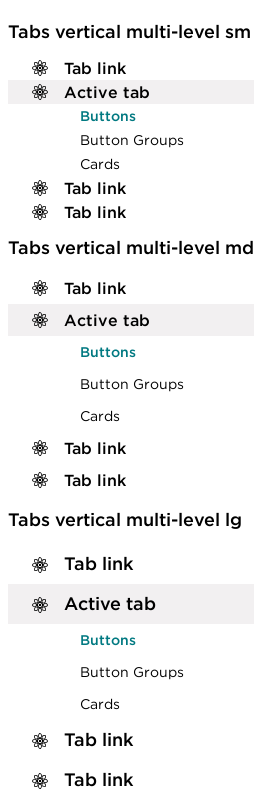 Tabs vertical multi-level sm
Tab link
Active tab
Buttons
Button Groups
Cards
Tab link
Tab link
Tabs vertical multi-level md
Tab link
Active tab
Buttons
Button Groups
Cards
Tab link
Tab link
Tabs vertical multi-level lg
Tab link
Active tab
Buttons
Button Groups
Cards
Tab link
Tab link